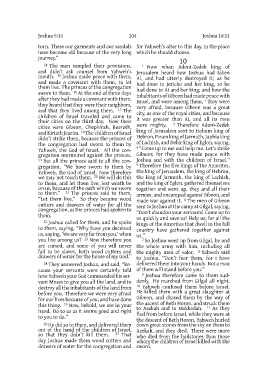 Joshua 9:14
204
Joshua 10:11
tors. These our garments and our sandals
have become old because of the very long
journey.”
14 The men sampled their provisions,
and didn’t ask counsel from Yahweh’s
mouth. 15 Joshua made peace with them,
and made a covenant with them, to let
them live. The princes of the congregation
swore to them. 16 At the end of three days
after they had made a covenant with them,
they heard that they were their neighbors,
and that they lived among them. 17 The
children of Israel traveled and came to
their cities on the third day. Now their
cities were Gibeon, Chephirah, Beeroth,
and Kiriath Jearim. 18 The children of Israel
didn’t strike them, because the princes of
the congregation had sworn to them by
Yahweh, the God of Israel. All the con-
gregation murmured against the princes.
19 But all the princes said to all the con-
gregation, “We have sworn to them by
Yahweh, the God of Israel. Now therefore
we may not touch them. 20 We will do this
to them, and let them live; lest wrath be
on us, because of the oath which we swore
to them.” 21 The princes said to them,
“Let them live.” So they became wood
cutters and drawers of water for all the
congregation, as the princes had spoken to
them.
22 Joshua called for them, and he spoke
to them, saying, “Why have you deceived
us, saying, ‘We are very far from you,’ when
you live among us? 23 Now therefore you
are cursed, and some of you will never
fail to be slaves, both wood cutters and
drawers of water for the house of my God.”
24 They answered Joshua, and said, “Be-
cause your servants were certainly told
how Yahweh your God commanded his ser-
vant Moses to give you all the land, and to
destroy all the inhabitants of the land from
before you. Therefore we were very afraid
for our lives because of you, and have done
this thing. 25 Now, behold, we are in your
hand. Do to us as it seems good and right
to you to do.”
26 He did so to them, and delivered them
out of the hand of the children of Israel,
so that they didn’t kill them. 27 That
day Joshua made them wood cutters and
drawers of water for the congregation and
for Yahweh’s altar to this day, in the place
which he should choose.
10
1 Now when Adoni-Zedek king of
Jerusalem heard how Joshua had taken
Ai, and had utterly destroyed it; as he
had done to Jericho and her king, so he
had done to Ai and her king; and how the
inhabitants of Gibeon had made peace with
Israel, and were among them, 2 they were
very afraid, because Gibeon was a great
city, as one of the royal cities, and because
it was greater than Ai, and all its men
were mighty. 3 Therefore Adoni-Zedek
king of Jerusalem sent to Hoham king of
Hebron, Piram king of Jarmuth, Japhia king
of Lachish, and Debir king of Eglon, saying,
4 “Come up to me and help me. Let’s strike
Gibeon; for they have made peace with
Joshua and with the children of Israel.”
5 Therefore the five kings of the Amorites,
the king of Jerusalem, the king of Hebron,
the king of Jarmuth, the king of Lachish,
and the king of Eglon, gathered themselves
together and went up, they and all their
armies, and encamped against Gibeon, and
made war against it. 6 The men of Gibeon
sent to Joshua at the camp at Gilgal, saying,
“Don’t abandon your servants! Come up to
us quickly and save us! Help us; for all the
kings of the Amorites that dwell in the hill
country have gathered together against
us.”
7 So Joshua went up from Gilgal, he and
the whole army with him, including all
the mighty men of valor. 8 Yahweh said
to Joshua, “Don’t fear them, for I have
delivered them into your hands. Not a man
of them will stand before you.”
9 Joshua therefore came to them sud-
denly. He marched from Gilgal all night.
10 Yahweh confused them before Israel.
He killed them with a great slaughter at
Gibeon, and chased them by the way of
the ascent of Beth Horon, and struck them
to Azekah and to Makkedah. 11 As they
fled from before Israel, while they were at
the descent of Beth Horon, Yahweh hurled
down great stones from the sky on them to
Azekah, and they died. There were more
who died from the hailstones than those
whom the children of Israel killed with the
sword.